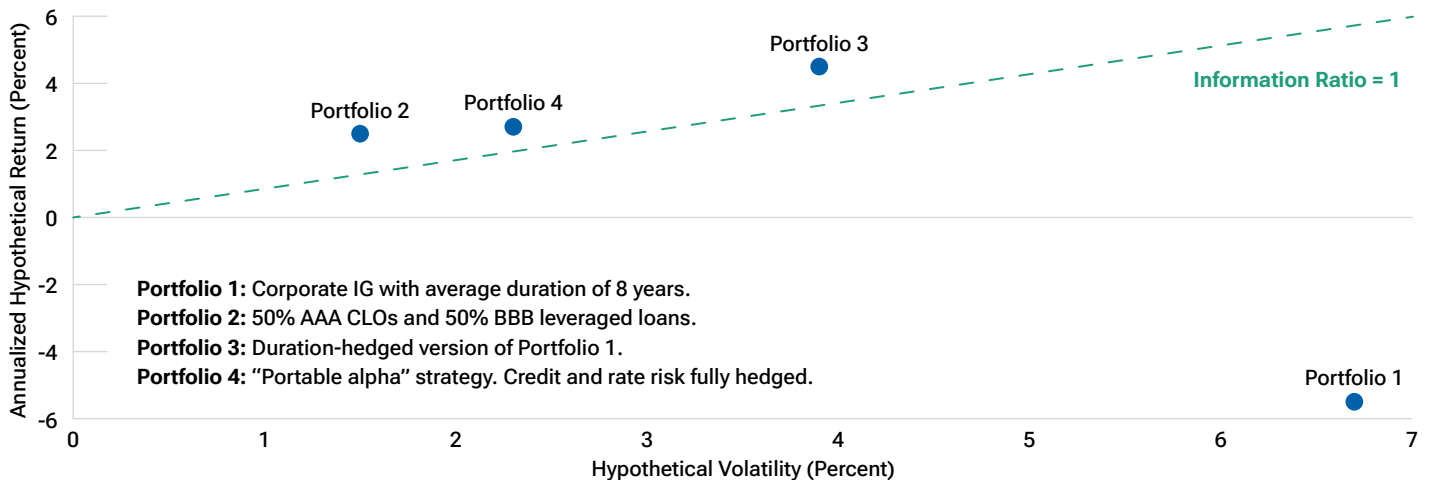 Annualized Hypothetical Return (Percent)
6
4
2
0
-2
-4
-6
Portfolio 3
Portfolio 2
Portfolio 4
Information Ratio = 1
Portfolio 1: Corporate IG with average duration of 8 years.
Portfolio 2: 50% AAA CLOs and 50% BBB leveraged loans.
Portfolio 3: Duration-hedged version of Portfolio 1.
Portfolio 4: “Portable alpha” strategy. Credit and rate risk fully hedged.
Portfolio 1
0 1 2 3 4 5 6 7
Hypothetical Volatility (Percent)